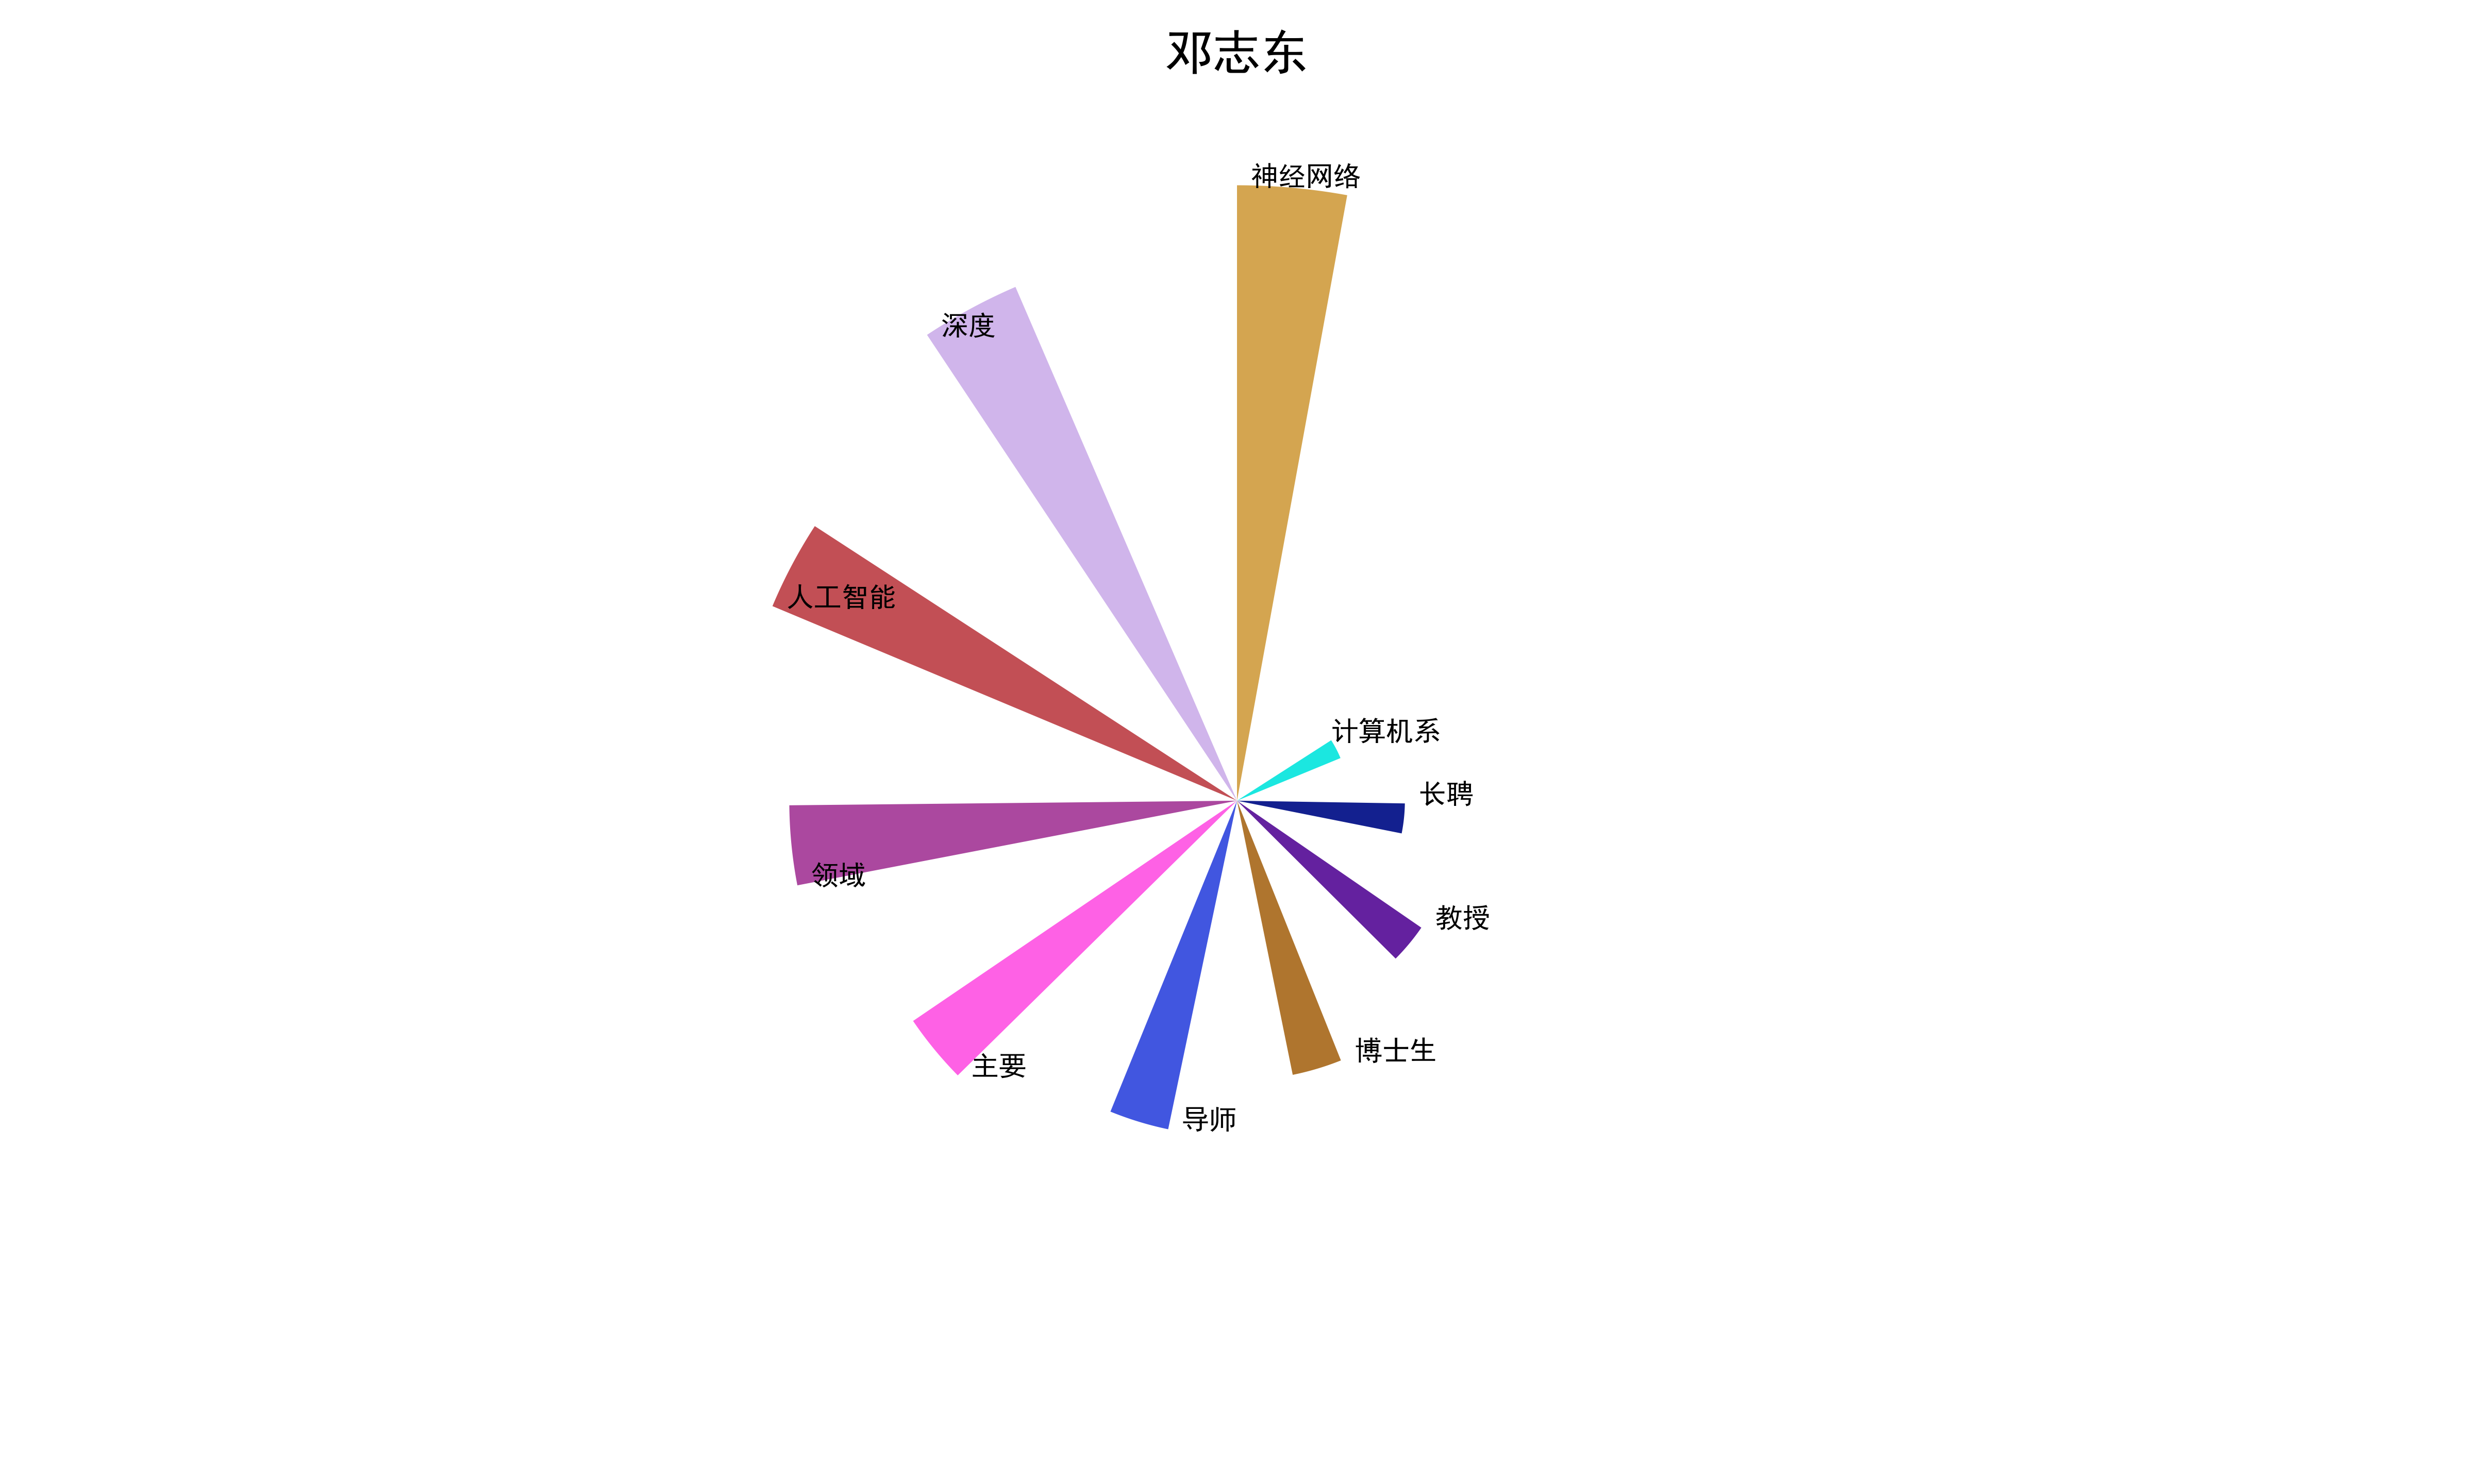 邓志东
神经网络
深度
人工智能
计算机系
长聘
领域
教授
博士生
主要
导师